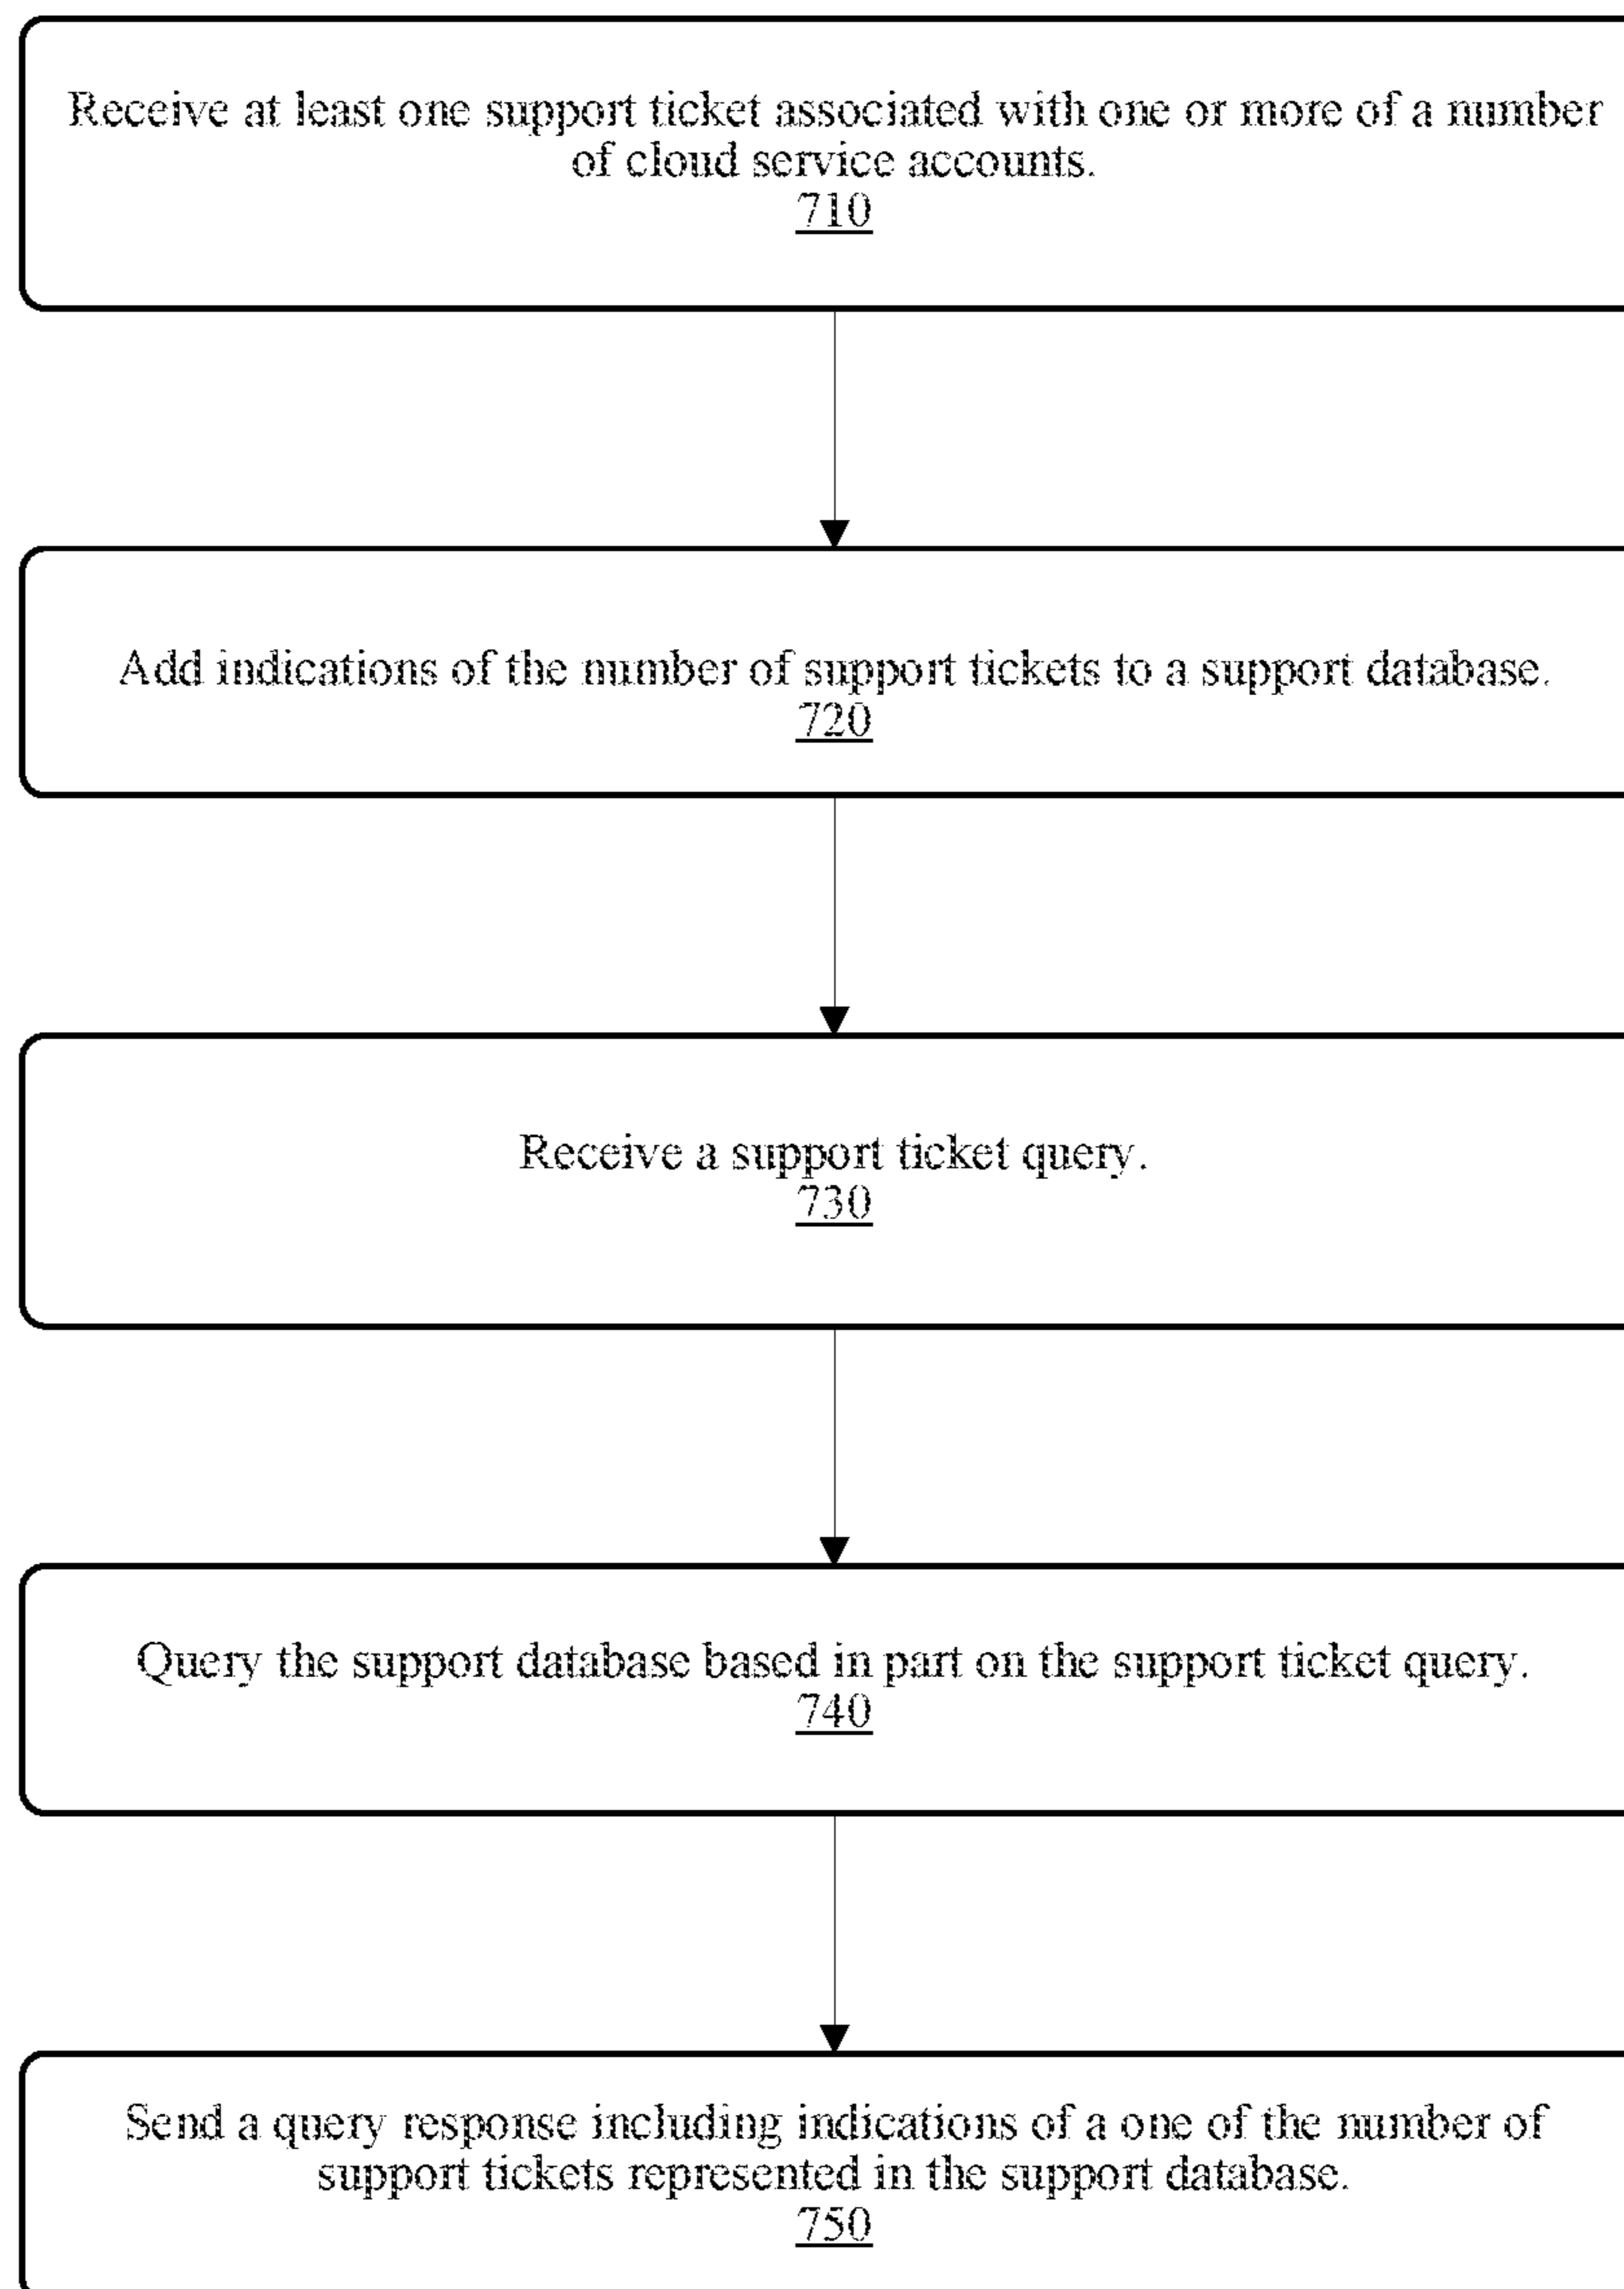 Receive at least one support ticket associated with one or more of a number
of cloud service accounts.
710
Add indications of the number of support tickets to a support database.
720
Receive a support ticket query.
730
Query the support database based in part on the support ticket query.
740
Send a query response including indications of a one of the number of
support tickets represented in the support database.
750